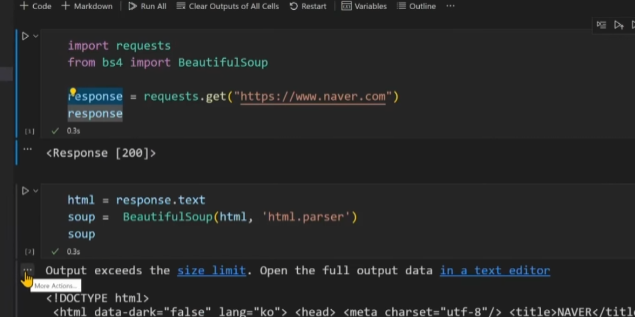 + Code + Markdown Run All Clear Outputs of All Cells Restart Variables Outline ...
import requests
from bs4 import BeautifulSoup
response = requests.get("https://www.naver.com")
response
[1] ✓ 0.3s
... <Response [200]>
html = response.text
soup =  BeautifulSoup(html, 'html.parser')
soup
✓ 0.3s
... Output exceeds the size limit. Open the full output data in a text editor
More Actions...
<!DOCTYPE html>
<html data-dark="false" lang="ko"> <head> <meta charset="utf-8"/> <title>NAVER</titl